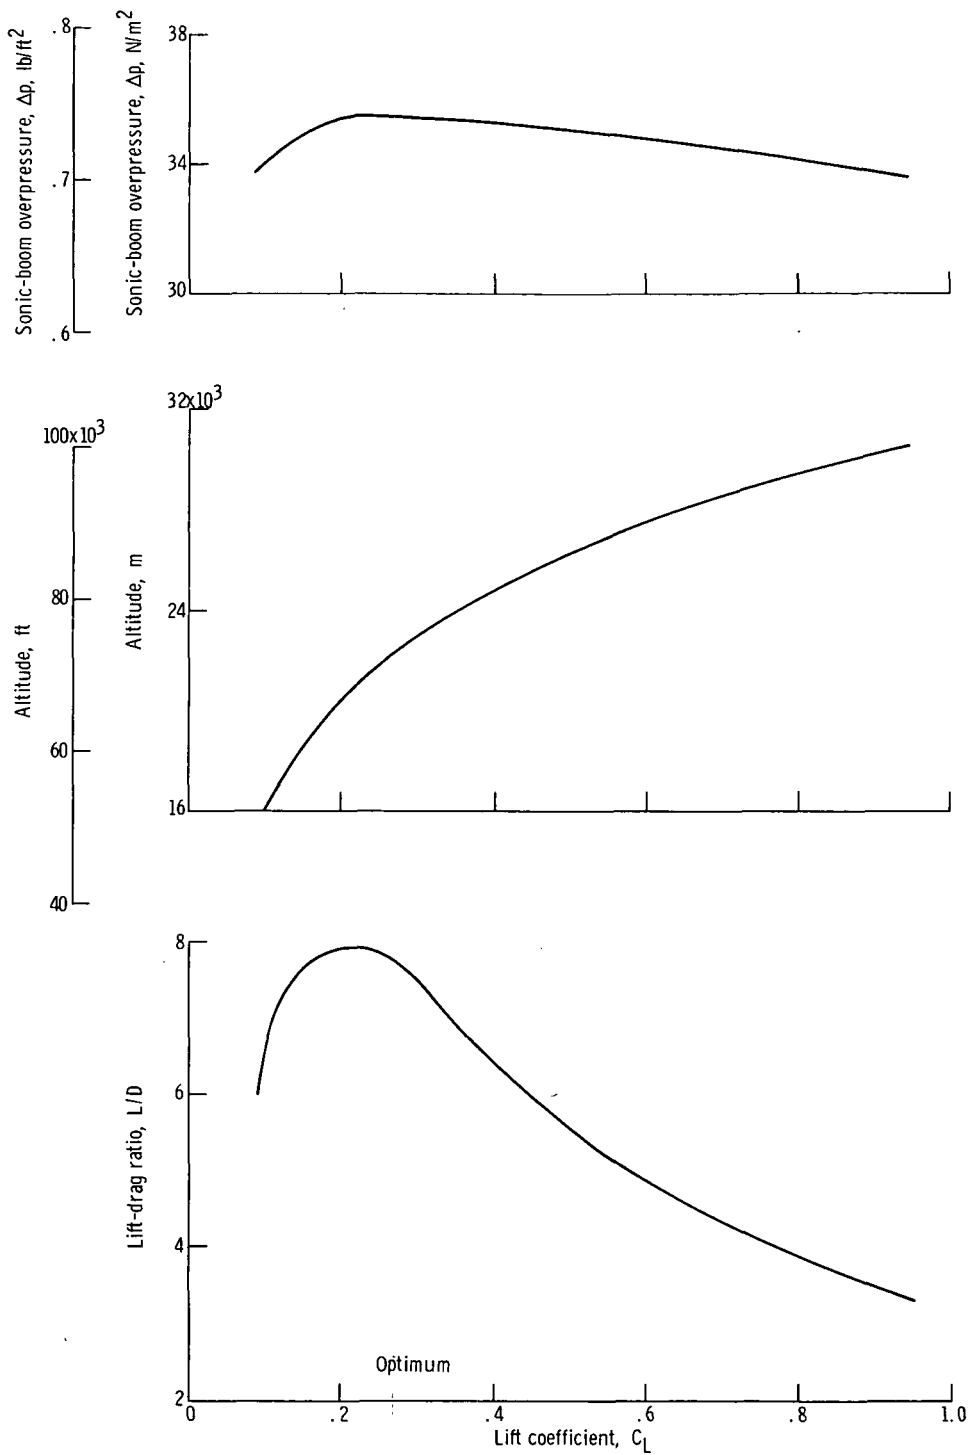 Sonic-boom overpressure, Δp, lb/ft²
.8
.7
.6
Sonic-boom overpressure, Δp, N/m²
38
34
30
Altitude, ft
100x10³
80
60
40
Altitude, m
32x10³
24
16
Lift-drag ratio, L/D
8
6
4
2
Optimum
0 .2 .4 .6 .8 1.0
Lift coefficient, C_L